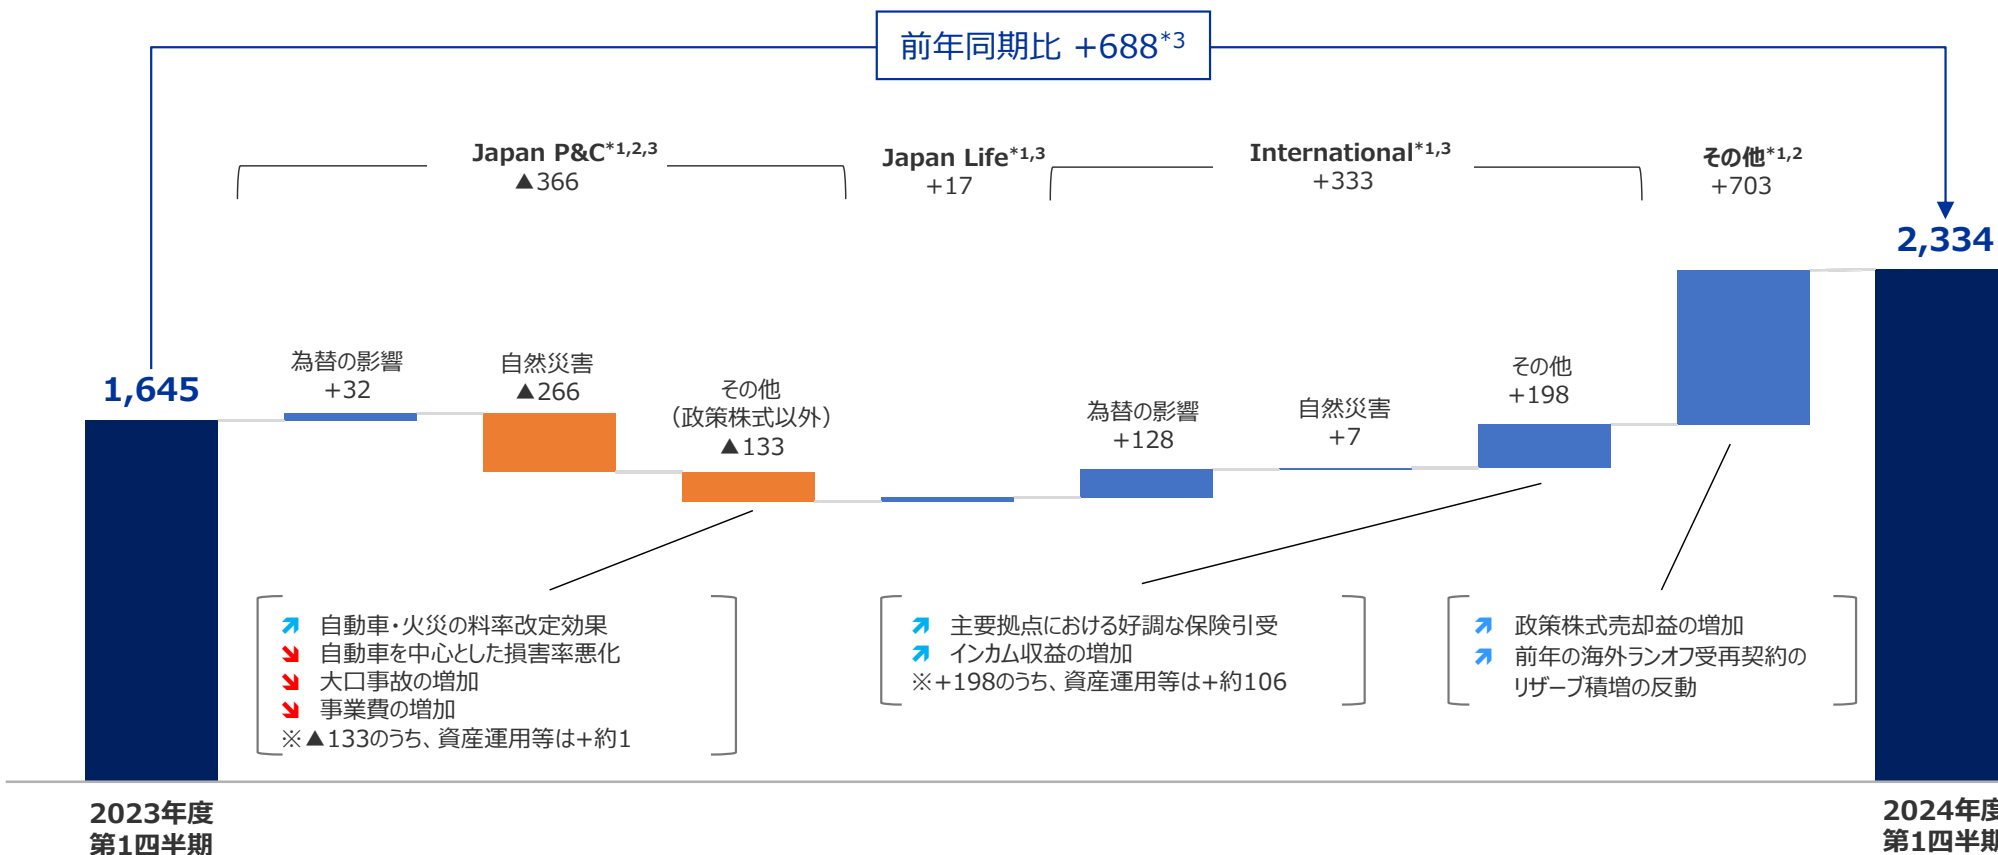 前年同期比 +688*3
Japan P&C*1,2,3
▲366
Japan Life*1,3
+17
International*1,3
+333
その他*1,2
+703
2,334
1,645
為替の影響
+32
自然災害
▲266
その他
（政策株式以外）
▲133
為替の影響
+128
自然災害
+7
その他
+198
自動車・火災の料率改定効果
自動車を中心とした損害率悪化
大口事故の増加
事業費の増加
※▲133のうち、資産運用等は+約1
主要拠点における好調な保険引受
インカム収益の増加
※+198のうち、資産運用等は+約106
政策株式売却益の増加
前年の海外ランオフ受再契約の
リザーブ積増の反動
2023年度
第1四半期
2024年度
第1四半期